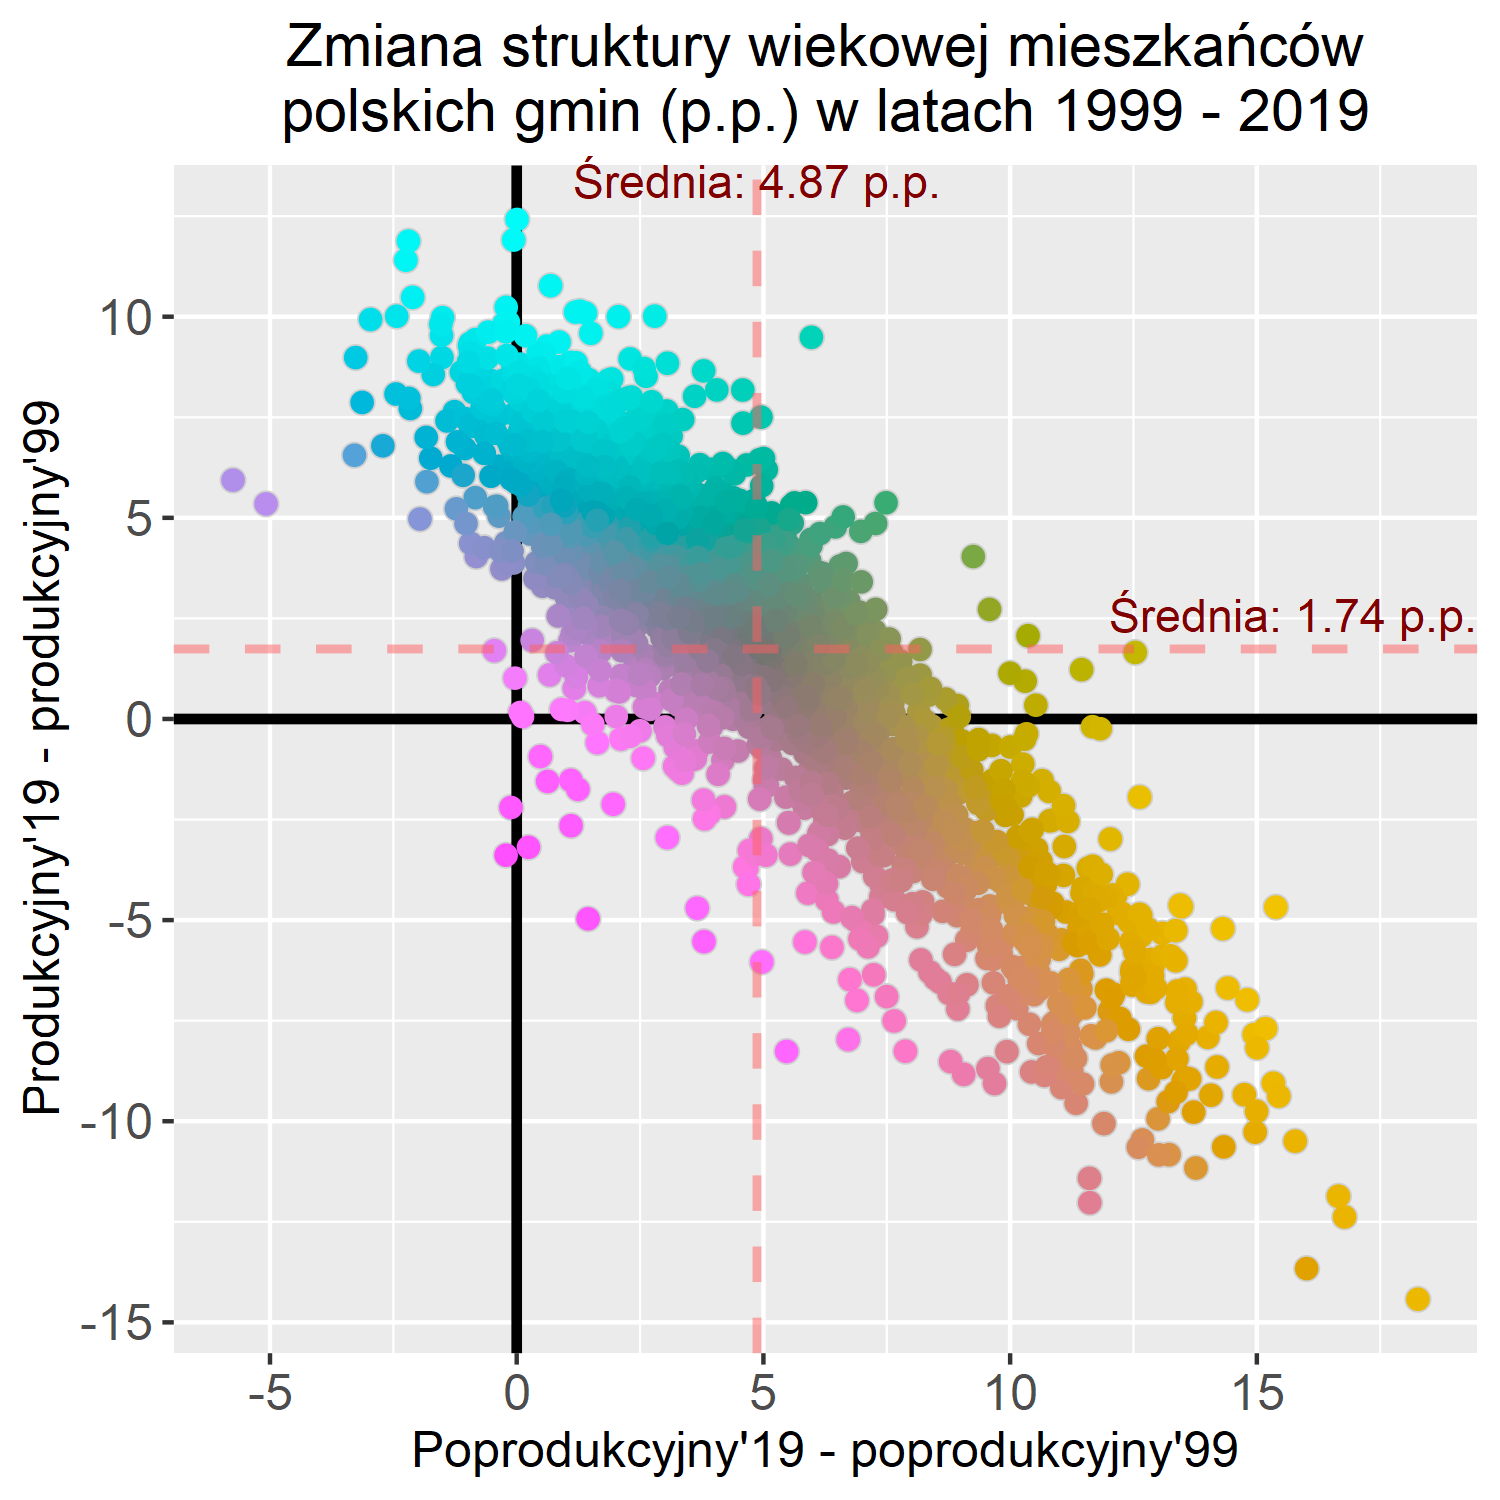 Zmiana struktury wiekowej mieszkańców
polskich gmin (p.p.) w latach 1999 - 2019
Średnia: 4.87 p.p.
Średnia: 1.74 p.p.
Produkcyjny'19 - produkcyjny'99
10
5
0
-5
-10
-15
-5 0 5 10 15
Poprodukcyjny'19 - poprodukcyjny'99